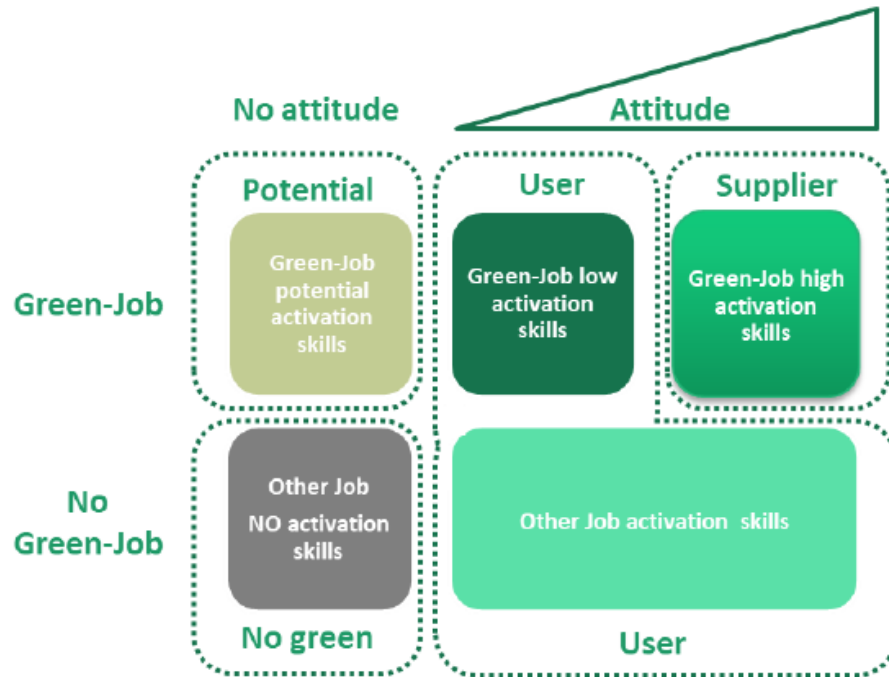 No attitude
Attitude
Potential
User
Supplier
Green-Job
Green-Job
potential
activation
skills
Green-Job low
activation
skills
Green-Job high
activation
skills
No
Green-Job
Other Job
NO activation
skills
Other Job activation skills
No green
User